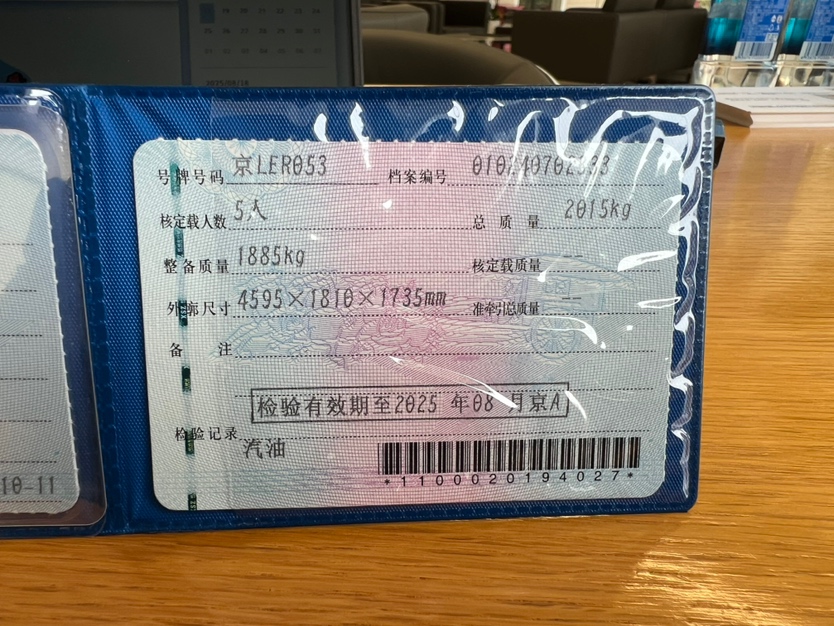 号牌号码 京LER053 档案编号
核定载人数 5人 总质量 2015kg
整备质量 1885kg 核定载质量 --
外廓尺寸 4595×1810×1735mm 准牵引总质量 --
备注
检验有效期至2025 年08 月京A
检验记录
汽油
*1100020194027*
10-11